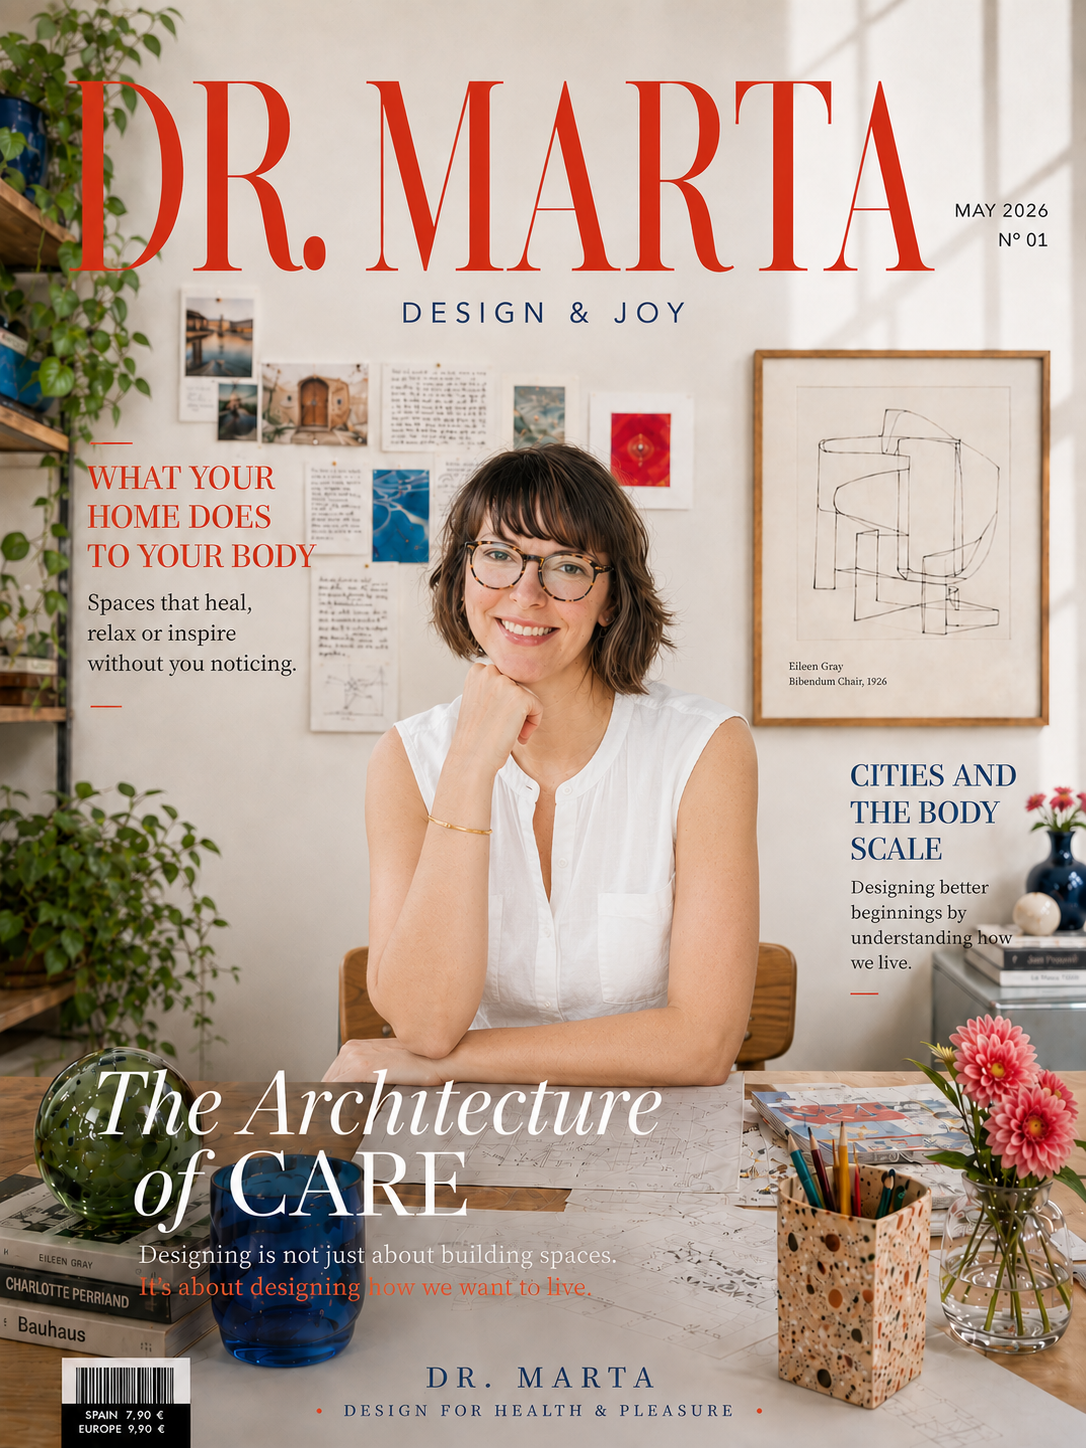 DR. MARTA
MAY 2026
Nº 01
DESIGN & JOY
WHAT YOUR
HOME DOES
TO YOUR BODY
Spaces that heal,
relax or inspire
without you noticing.
Eileen Gray
Bibendum Chair, 1926
CITIES AND
THE BODY
SCALE
Designing better
beginnings by
understanding how
we live.
Jean Prouvé
The Architecture
of CARE
Designing is not just about building spaces.
It's about designing how we want to live.
EILEEN GRAY
CHARLOTTE PERRIAND
Bauhaus
SPAIN 7,90 €
EUROPE 9,90 €
DR. MARTA
• DESIGN FOR HEALTH & PLEASURE •